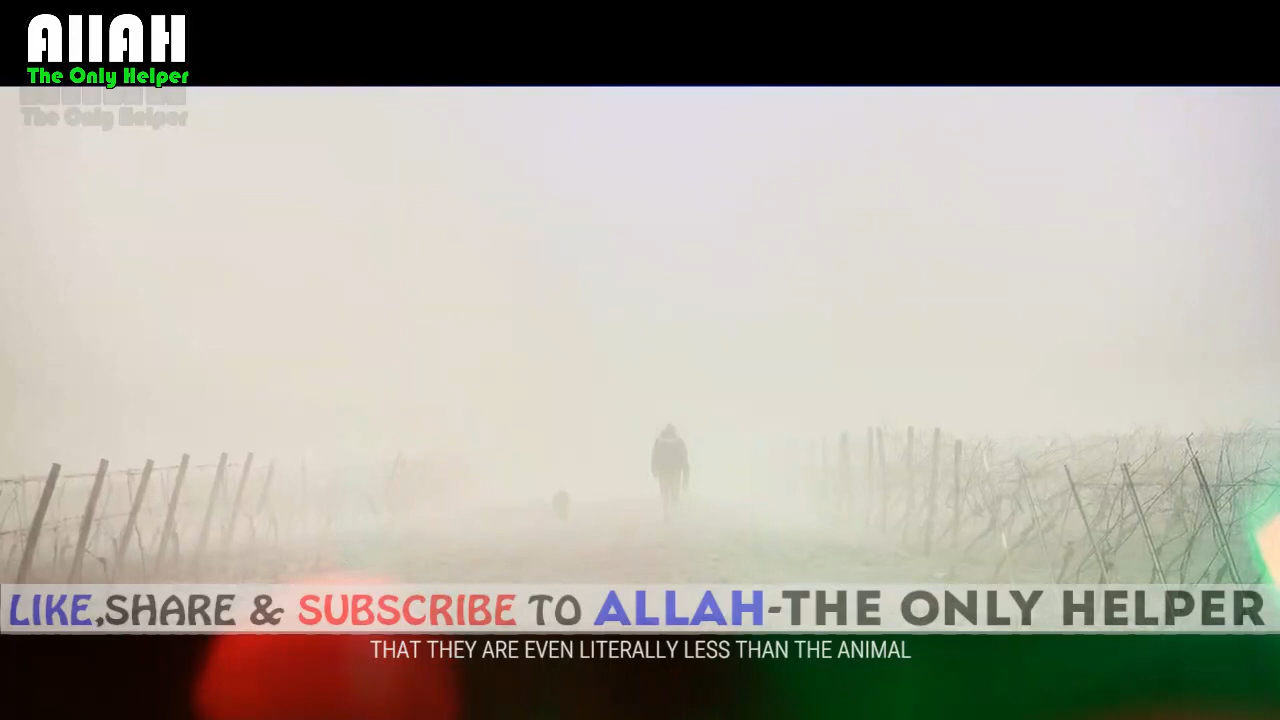 AllAH
The Only Helper
The Only Helper
LIKE,SHARE & SUBSCRIBE TO ALLAH-THE ONLY HELPER
THAT THEY ARE EVEN LITERALLY LESS THAN THE ANIMAL